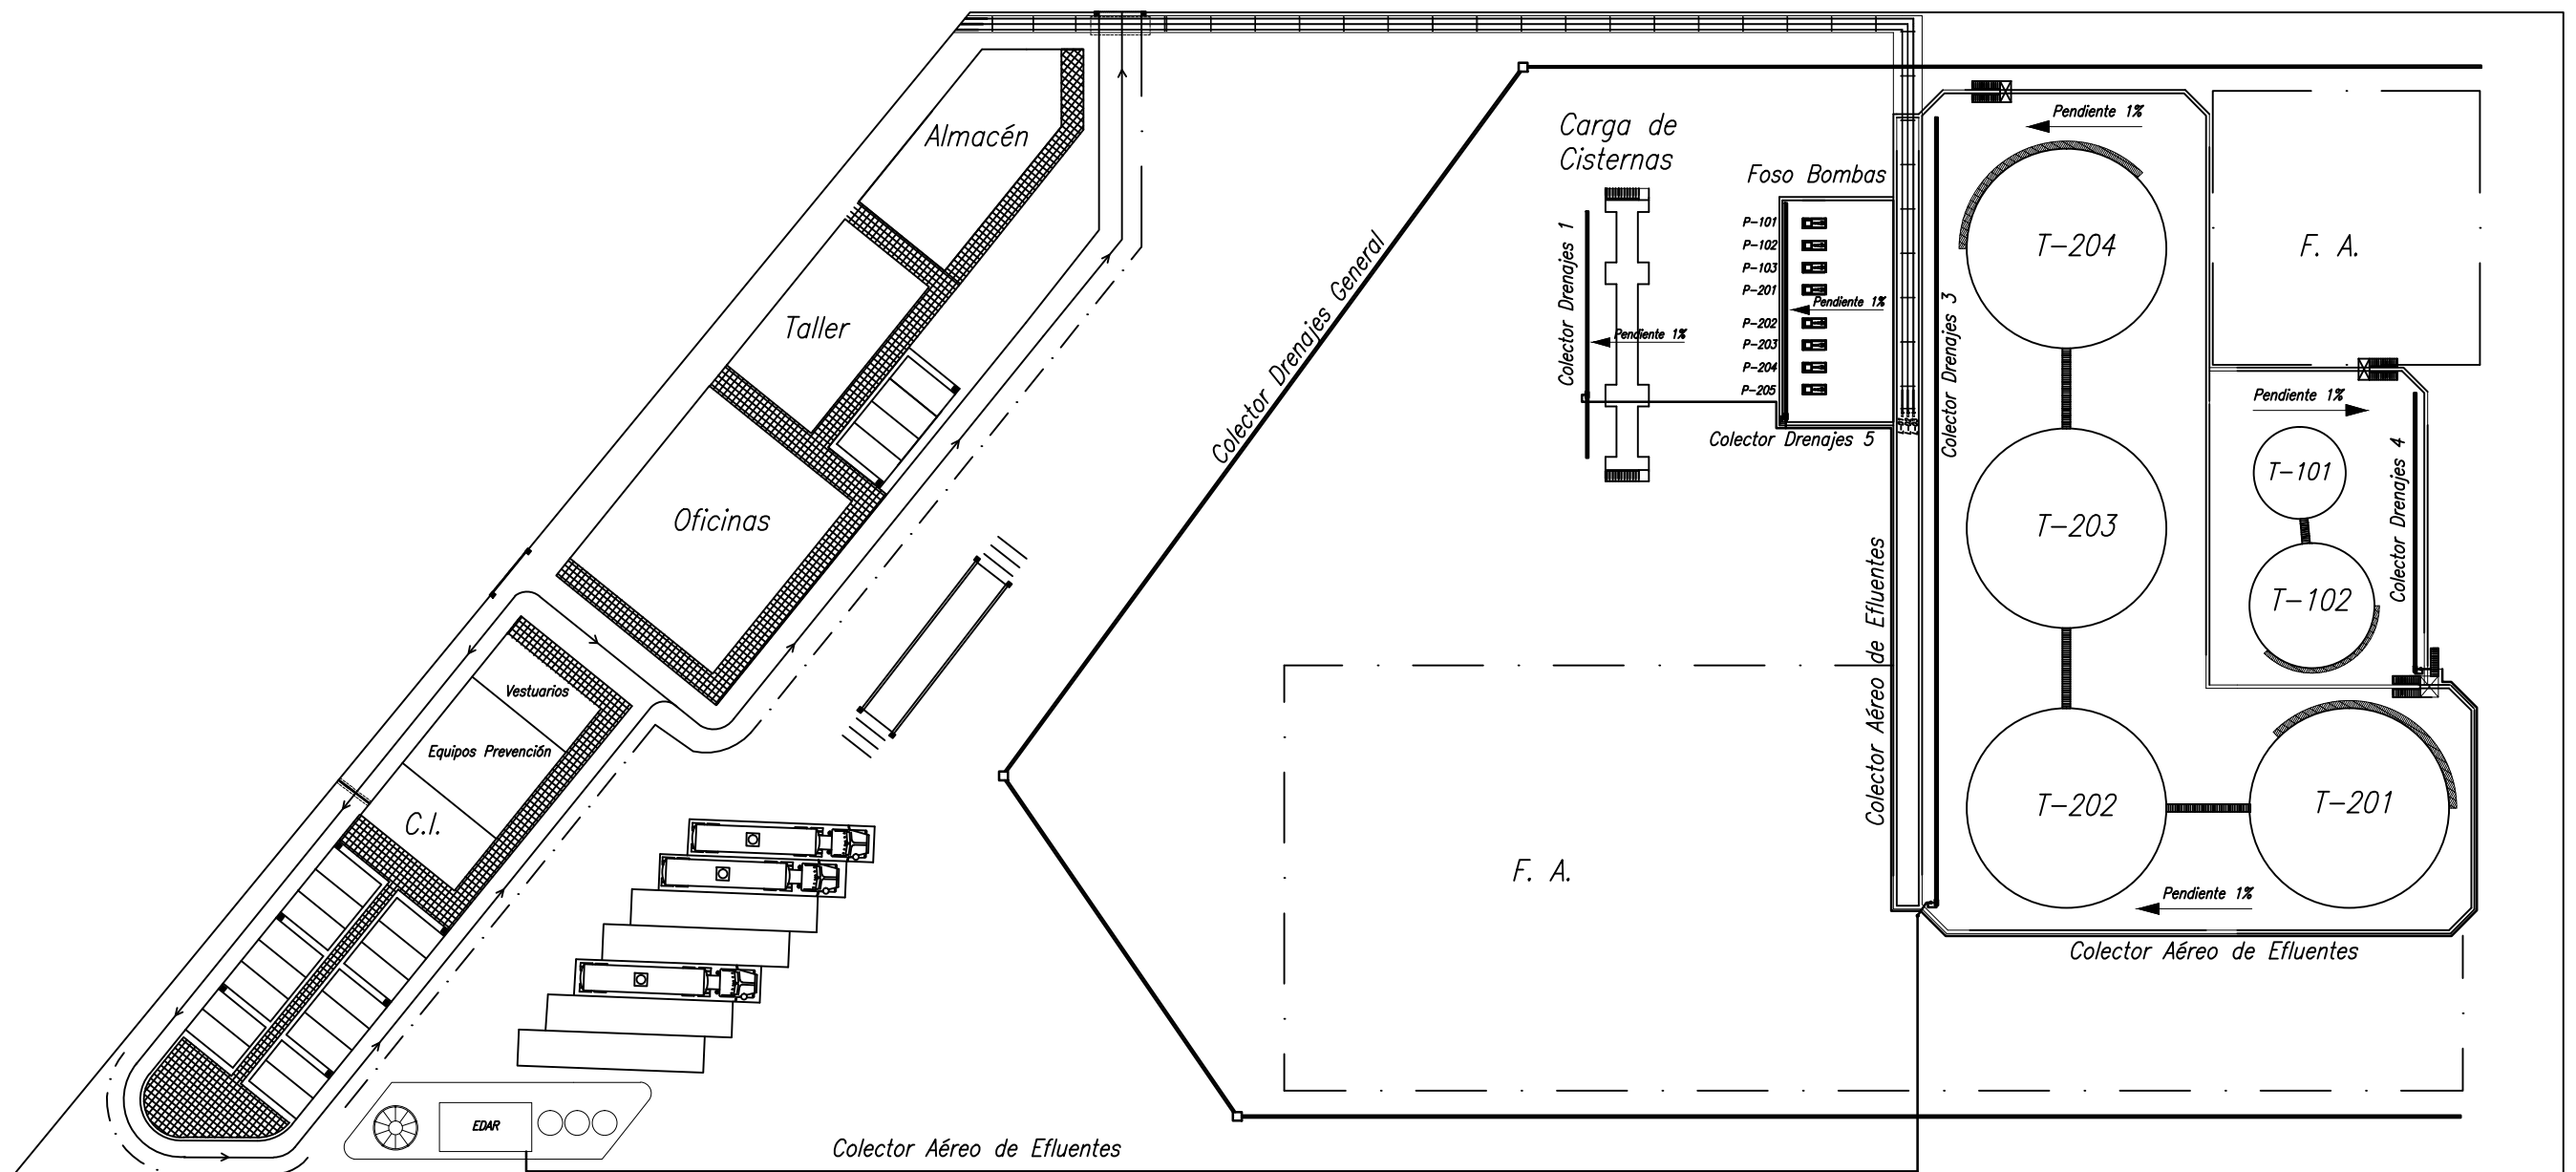 Almacén
Taller
Oficinas
Vestuarios
Equipos Prevención
C.I.
EDAR
Colector Aéreo de Efluentes
Colector Drenajes General
Carga de
Cisternas
Colector Drenajes 1
Pendiente 1%
Foso Bombas
P-101
P-102
P-103
P-201
P-202
P-203
P-204
P-205
Pendiente 1%
Colector Drenajes 5
Colector Aéreo de Efluentes
Colector Drenajes 3
Pendiente 1%
T-204
T-203
T-202
T-201
Pendiente 1%
Colector Aéreo de Efluentes
F. A.
Pendiente 1%
T-101
T-102
Colector Drenajes 4
F. A.